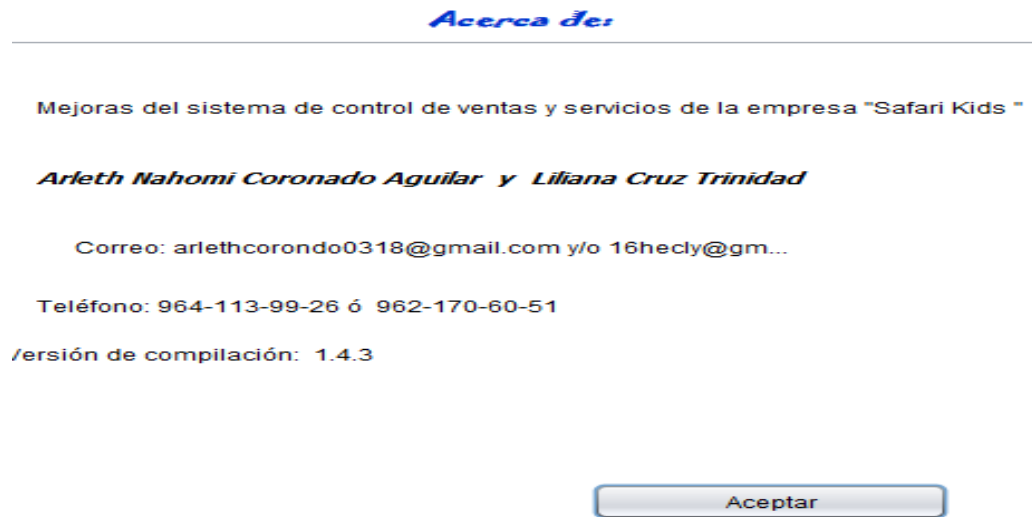 Acerca de:
Mejoras del sistema de control de ventas y servicios de la empresa "Safari Kids "
Arleth Nahomi Coronado Aguilar y Liliana Cruz Trinidad
Correo: arlethcorondo0318@gmail.com y/o 16hecly@gm...
Teléfono: 964-113-99-26 ó 962-170-60-51
Versión de compilación: 1.4.3
Aceptar